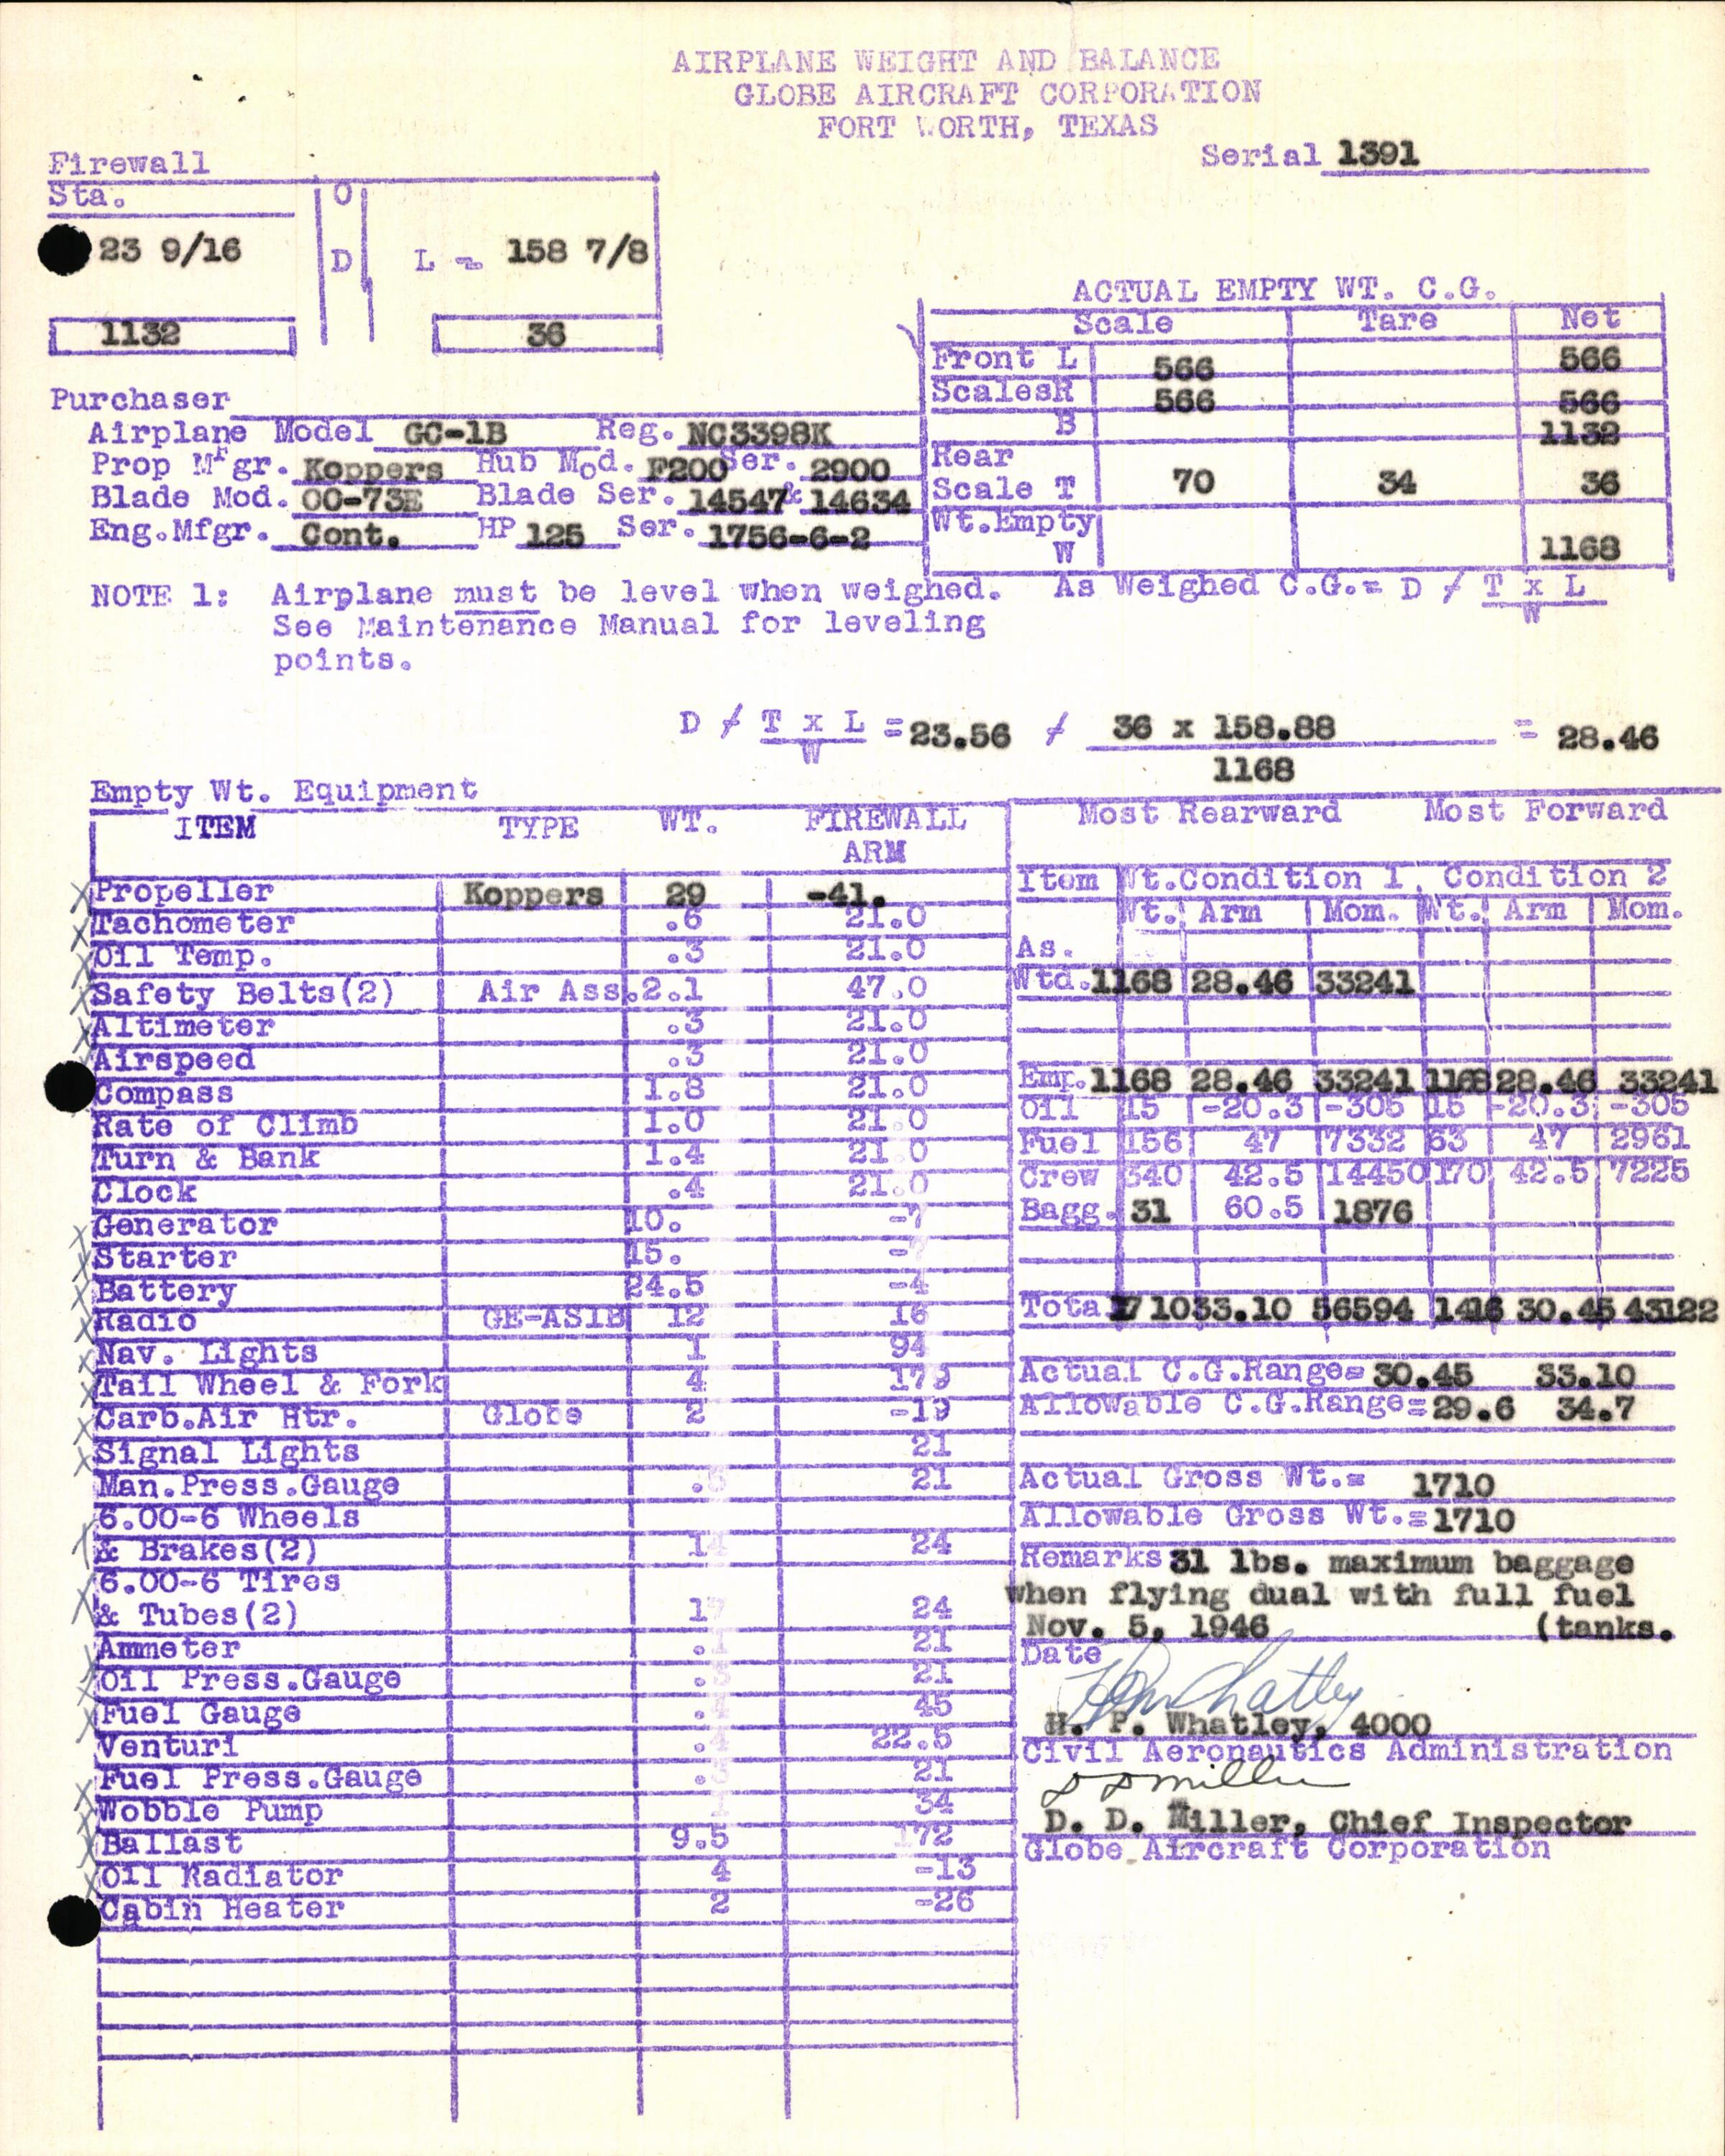 AIRPLANE WEIGHT AND BALANCE
GLOBE AIRCRAFT CORPORATION
FORT WORTH, TEXAS
Serial 1391
Firewall
Sta. O
23 9/16 D L = 158 7/8
1132 36
ACTUAL EMPTY WT. C.G.
Scale Tare Net
Front L 566 566
Scales R 566 566
B 1132
Rear
Scale T 70 34 36
Wt. Empty
W 1168
Purchaser
Airplane Model GC-1B Reg. NC3398K
Prop Mfgr. Koppers Hub Mod. F200 Ser. 2900
Blade Mod. 00-73E Blade Ser. 14547 & 14634
Eng.Mfgr. Cont. HP 125 Ser. 1756-6-2
NOTE 1: Airplane must be level when weighed.
See Maintenance Manual for leveling
points.
As Weighed C.G.= D / T x L
W
D / T x L = 23.56 / 36 x 158.88 = 28.46
W 1168
Empty Wt. Equipment
ITEM TYPE WT. FIREWALL
ARM
X Propeller Koppers 29 -41.
X Tachometer .6 21.0
X Oil Temp. .3 21.0
X Safety Belts(2) Air Ass. 2.1 47.0
X Altimeter .3 21.0
X Airspeed .3 21.0
Compass 1.8 21.0
Rate of Climb 1.0 21.0
Turn & Bank 1.4 21.0
Clock .4 21.0
X Generator 10. -7
X Starter 15. -7
X Battery 24.5 -4
X Radio GE-AS1B 12 16
X Nav. Lights 1 94
X Tail Wheel & Fork 4 179
X Carb.Air Htr. Globe 2 -19
X Signal Lights 21
Man.Press.Gauge 21
6.00-6 Wheels
X & Brakes(2) 14 24
6.00-6 Tires
X & Tubes(2) 17 24
X Ammeter .1 21
X Oil Press.Gauge .3 21
X Fuel Gauge 45
Venturi .4 22.5
X Fuel Press.Gauge 21
X Wobble Pump 1 34
X Ballast 9.5 172
X Oil Radiator 4 -13
Cabin Heater 2 -26
Most Rearward Most Forward
Item Wt.Condition 1, Condition 2
Wt. Arm Mom. Wt. Arm Mom.
As.
Wtd. 1168 28.46 33241
Emp. 1168 28.46 33241 1168 28.46 33241
Oil 15 -20.3 -305 15 -20.3 -305
Fuel 156 47 7332 63 47 2961
Crew 340 42.5 14450 170 42.5 7225
Bagg. 31 60.5 1876
Total 1710 33.10 56594 1416 30.45 43122
Actual C.G.Range= 30.45 33.10
Allowable C.G.Range= 29.6 34.7
Actual Gross Wt.= 1710
Allowable Gross Wt.= 1710
Remarks 31 lbs. maximum baggage
when flying dual with full fuel
Nov. 5, 1946 (tanks.
Date
H P Whatley
H. P. Whatley, 4000
Civil Aeronautics Administration
D D Miller
D. D. Miller, Chief Inspector
Globe Aircraft Corporation